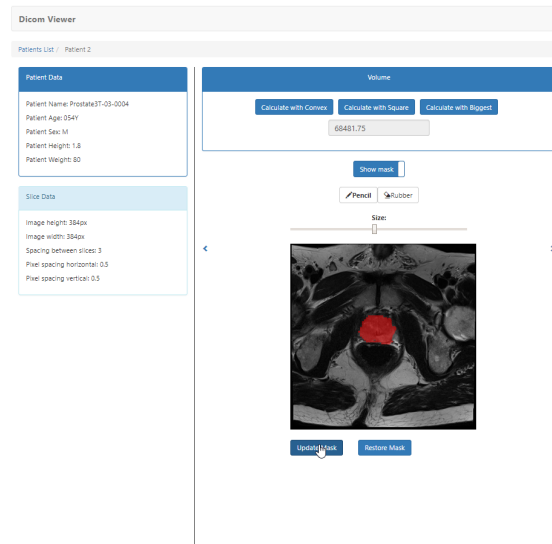 Dicom Viewer
Patients List / Patient 2
Patient Data
Patient Name: Prostate3T-03-0004
Patient Age: 054Y
Patient Sex: M
Patient Height: 1.8
Patient Weight: 80
Slice Data
Image height: 384px
Image width: 384px
Spacing between slices: 3
Pixel spacing horizontal: 0.5
Pixel spacing vertical: 0.5
Volume
Calculate with Convex Calculate with Square Calculate with Biggest
68481.75
Show mask
Pencil Rubber
Size:
Update Mask Restore Mask